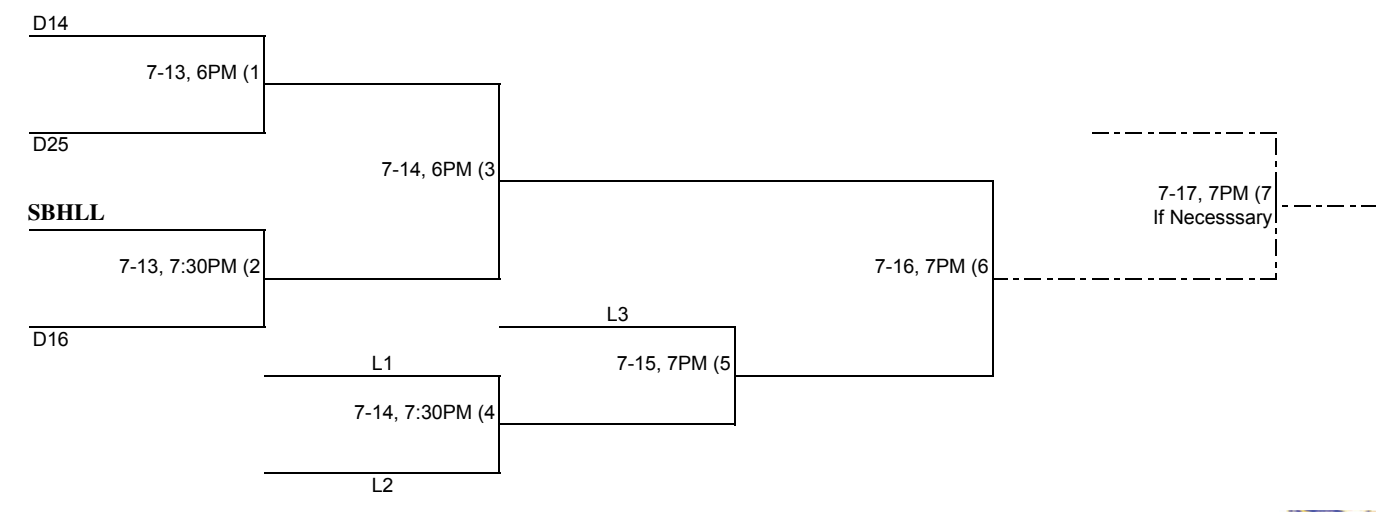 D14
7-13, 6PM (1
D25
7-14, 6PM (3
7-17, 7PM (7
If Necesssary
SBHLL
7-13, 7:30PM (2
7-16, 7PM (6
D16
L3
L1
7-15, 7PM (5
7-14, 7:30PM (4
L2